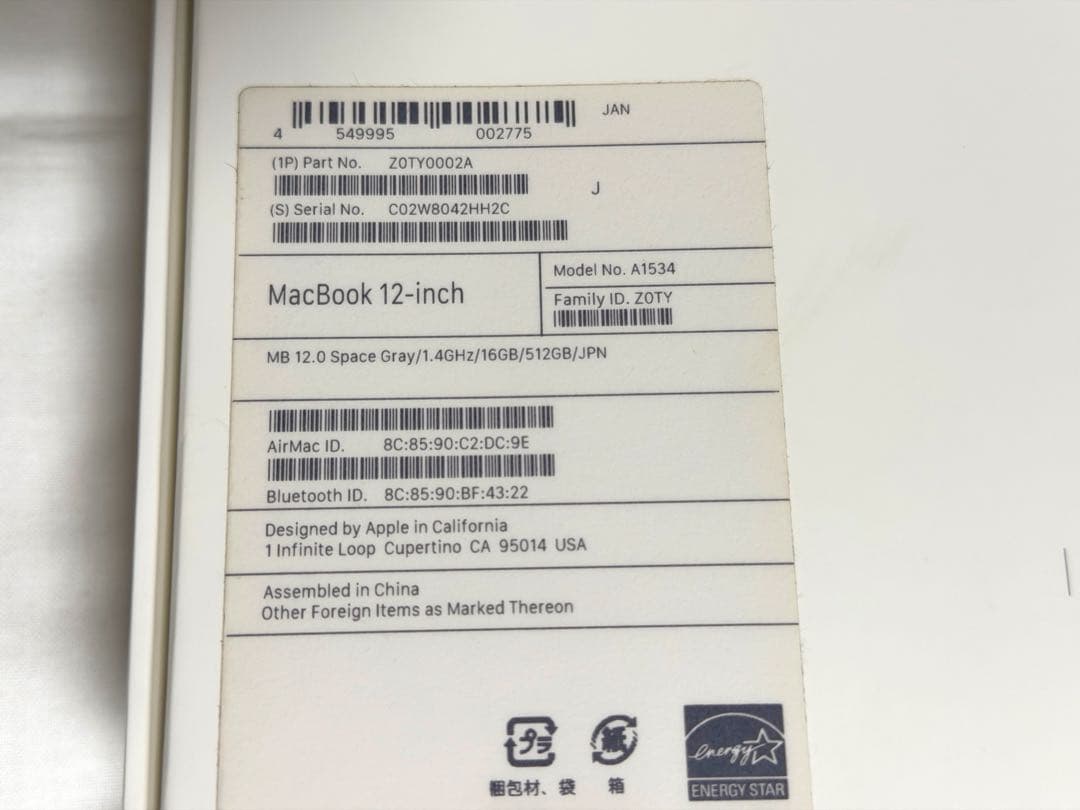 JAN
4 549995 002775
(1P) Part No. Z0TY0002A
J
(S) Serial No. C02W8042HH2C
MacBook 12-inch
Model No. A1534
Family ID. Z0TY
MB 12.0 Space Gray/1.4GHz/16GB/512GB/JPN
AirMac ID. 8C:85:90:C2:DC:9E
Bluetooth ID. 8C:85:90:BF:43:22
Designed by Apple in California
1 Infinite Loop Cupertino CA 95014 USA
Assembled in China
Other Foreign Items as Marked Thereon
プラ
紙
energy
梱包材、袋
箱
ENERGY STAR